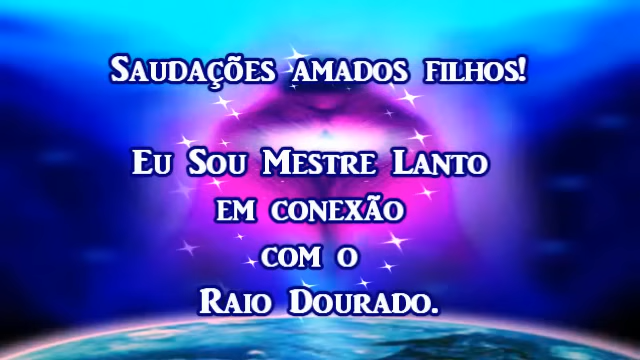 Saudações amados filhos!
Eu Sou Mestre Lanto
em conexão
com o
Raio Dourado.